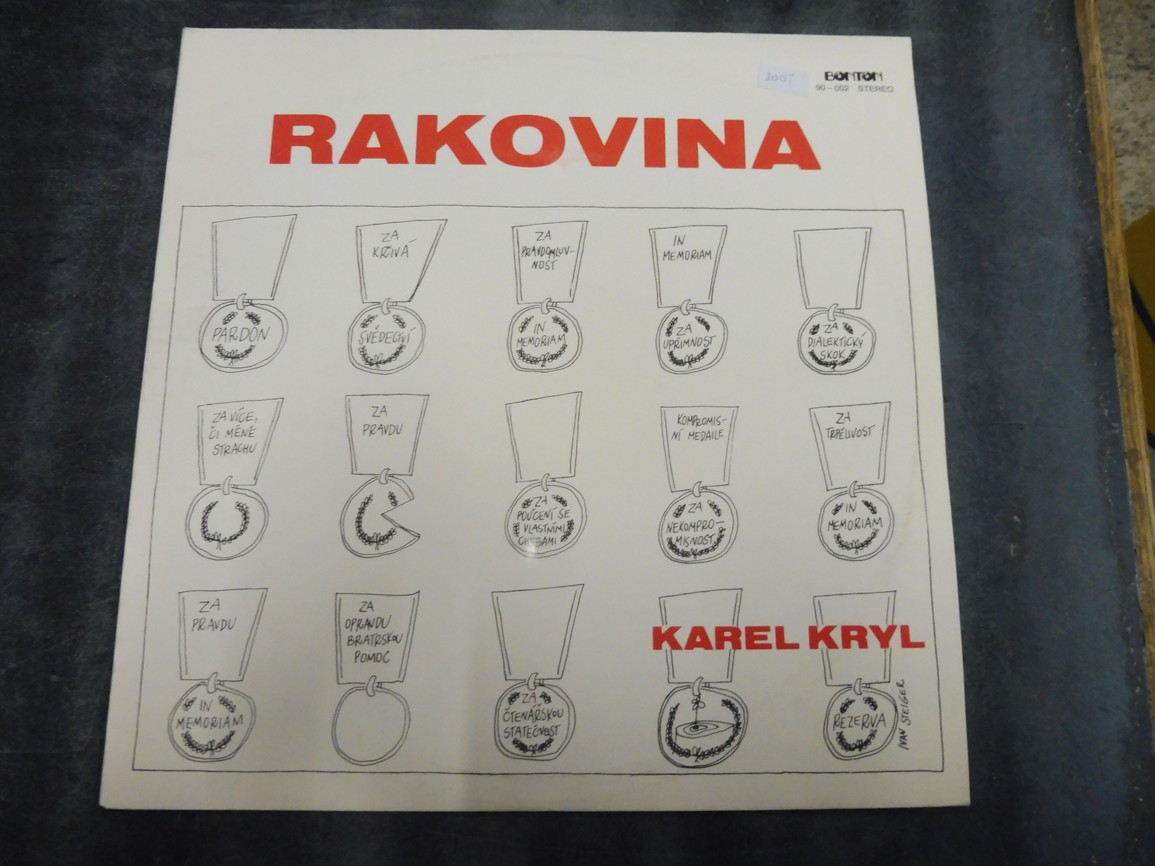 200,-
BONTON
90 – 002 STEREO
RAKOVINA
PARDON
ZA
KŘIVÁ
SVĚDECTVÍ
ZA
PRAVDOMLUV-
NOST
IN
MEMORIAM
IN
MEMORIAM
ZA
UPŘÍMNOST
ZA
DIALEKTICKÝ
SKOK
ZA VÍCE,
ČI MÉNĚ
STRACHU
ZA
PRAVDU
ZA
POUČENÍ SE
VLASTNÍMI
CHYBAMI
KOMPROMIS-
NÍ MEDAILE
ZA
NEKOMPRO-
MISNOST
ZA
TRPĚLIVOST
IN
MEMORIAM
ZA
PRAVDU
IN
MEMORIAM
ZA
OPRAVDU
BRATRSKOU
POMOC
ZA
ČTENÁŘSKOU
STATEČNOST
KAREL KRYL
REZERVA
IVAN STEIGER